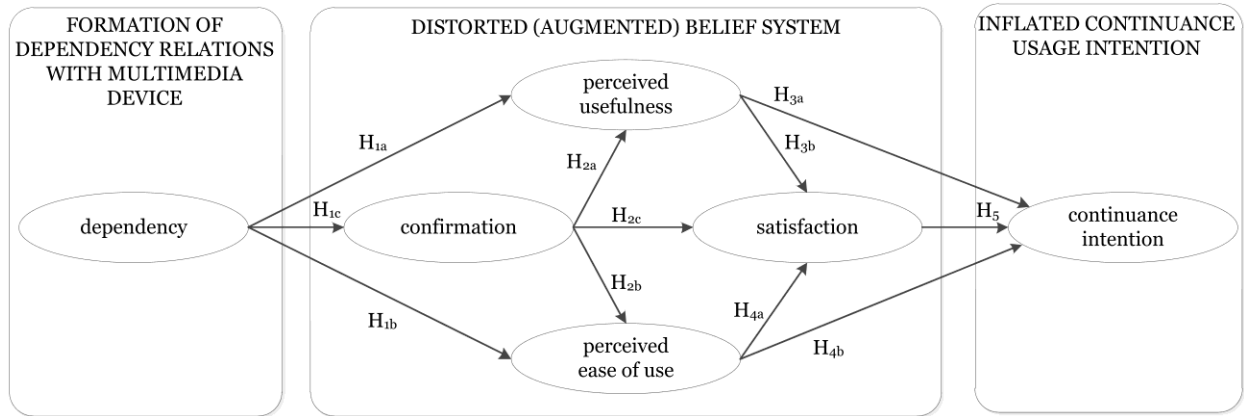 FORMATION OF
DEPENDENCY RELATIONS
WITH MULTIMEDIA
DEVICE
DISTORTED (AUGMENTED) BELIEF SYSTEM
INFLATED CONTINUANCE
USAGE INTENTION
perceived
usefulness
H3a
H1a
H3b
H2a
H1c
H2c
H5
dependency
confirmation
satisfaction
continuance
intention
H2b
H1b
H4a
H4b
perceived
ease of use